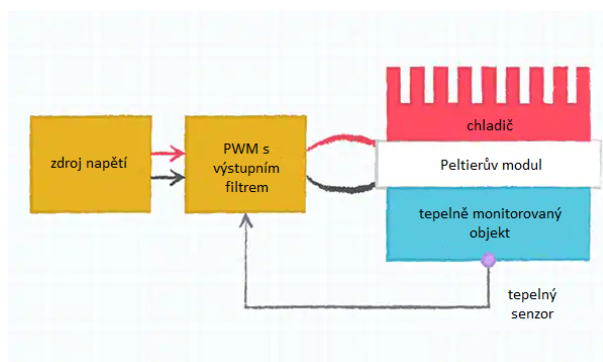 zdroj napětí
PWM s
výstupním
filtrem
chladič
Peltierův modul
tepelně monitorovaný
objekt
tepelný
senzor